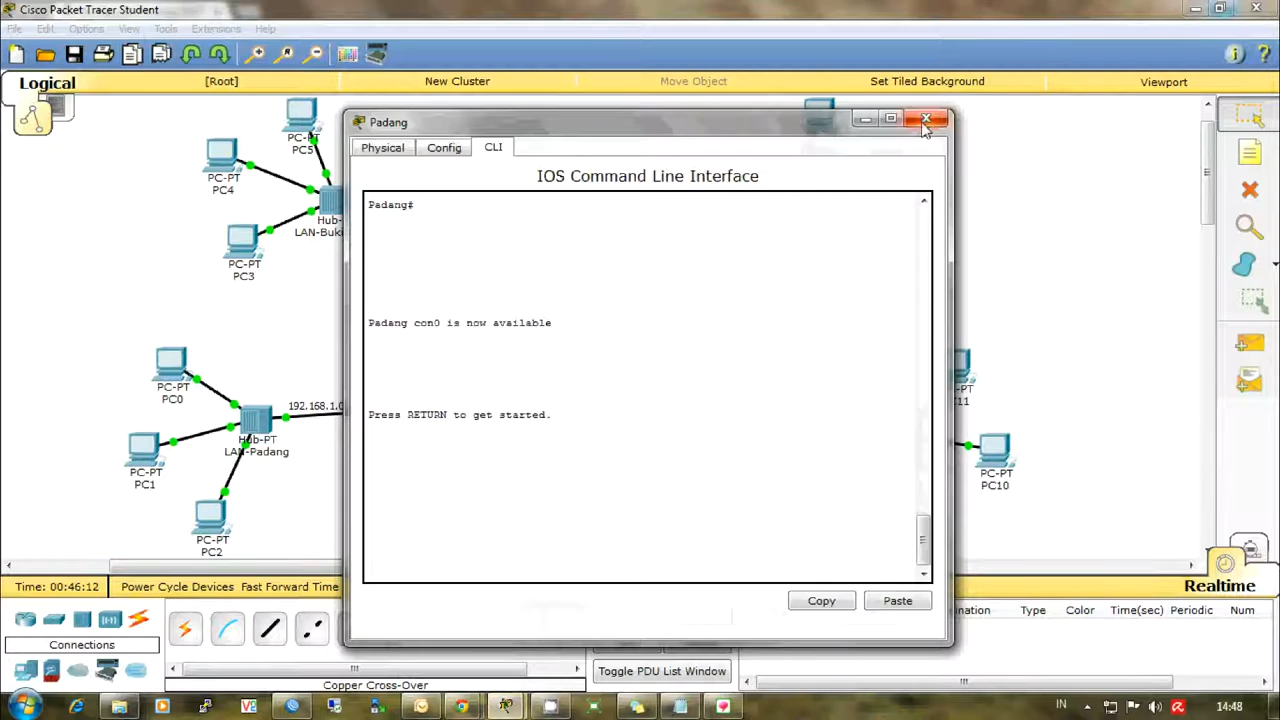 Cisco Packet Tracer Student
File Edit Options View Tools Extensions Help
Logical
[Root]
New Cluster
Move Object
Set Tiled Background
Viewport
PC-PT
PC5
PC-PT
PC4
PC-PT
PC3
Hub-
LAN-Buki
PC-PT
PC0
192.168.1.0
Hub-PT
LAN-Padang
PC-PT
PC1
PC-PT
PC2
Padang
Physical Config CLI
IOS Command Line Interface
Padang#
Padang con0 is now available
Press RETURN to get started.
Copy Paste
11
PC-PT
PC10
Time: 00:46:12 Power Cycle Devices Fast Forward Time
Realtime
Connections
Copper Cross-Over
Toggle PDU List Window
ination Type Color Time(sec) Periodic Num
IN 14:48